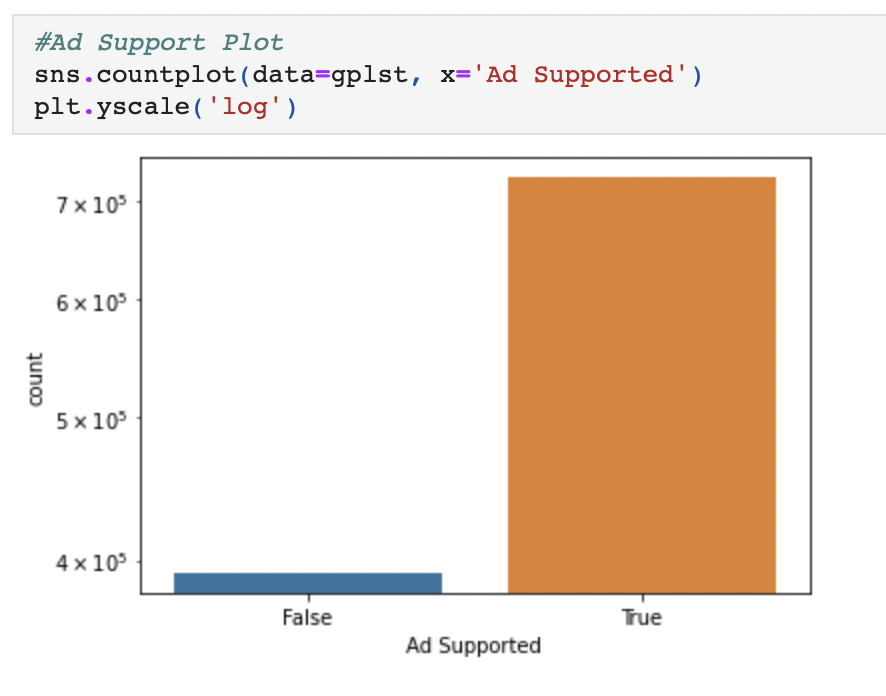 #Ad Support Plot
sns.countplot(data=gplst, x='Ad Supported')
plt.yscale('log')
7 × 10⁵
6 × 10⁵
5 × 10⁵
4 × 10⁵
count
False
True
Ad Supported